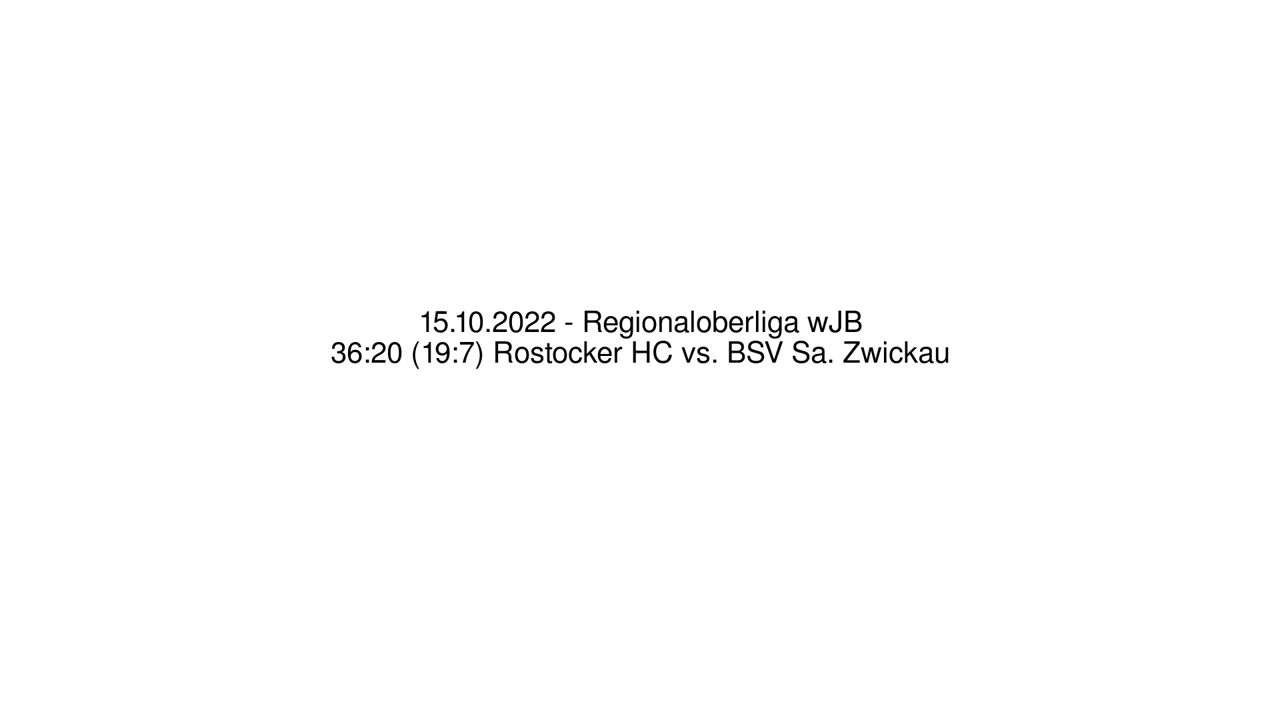 15.10.2022 - Regionaloberliga wJB
36:20 (19:7) Rostocker HC vs. BSV Sa. Zwickau